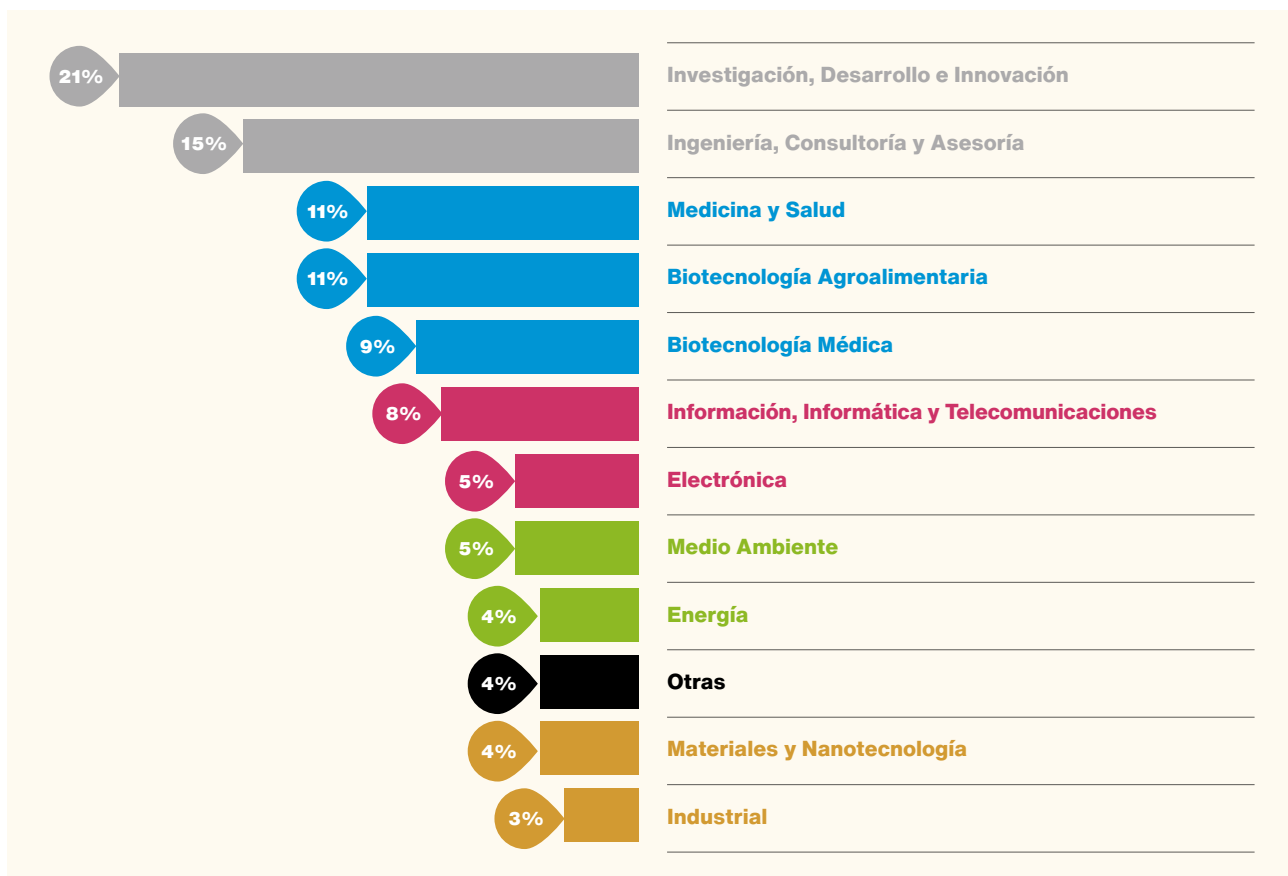 21%
Investigación, Desarrollo e Innovación
15%
Ingeniería, Consultoría y Asesoría
11%
Medicina y Salud
11%
Biotecnología Agroalimentaria
9%
Biotecnología Médica
8%
Información, Informática y Telecomunicaciones
5%
Electrónica
5%
Medio Ambiente
4%
Energía
4%
Otras
4%
Materiales y Nanotecnología
3%
Industrial